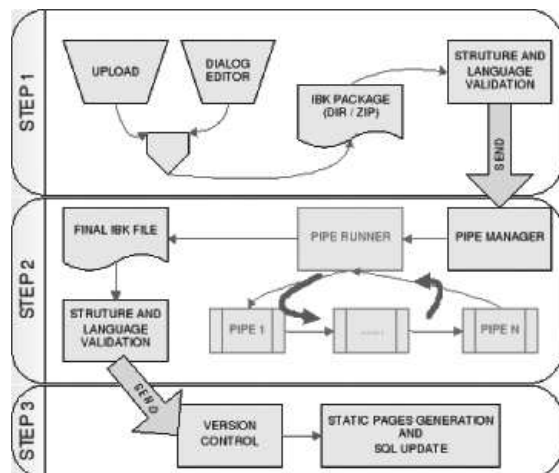 STEP 1
UPLOAD
DIALOG
EDITOR
IBK PACKAGE
(DIR / ZIP)
STRUTURE AND
LANGUAGE
VALIDATION
SEND
STEP 2
FINAL IBK FILE
PIPE RUNNER
PIPE MANAGER
STRUTURE AND
LANGUAGE
VALIDATION
PIPE 1
.......
PIPE N
SEND
STEP 3
VERSION
CONTROL
STATIC PAGES GENERATION
AND
SQL UPDATE